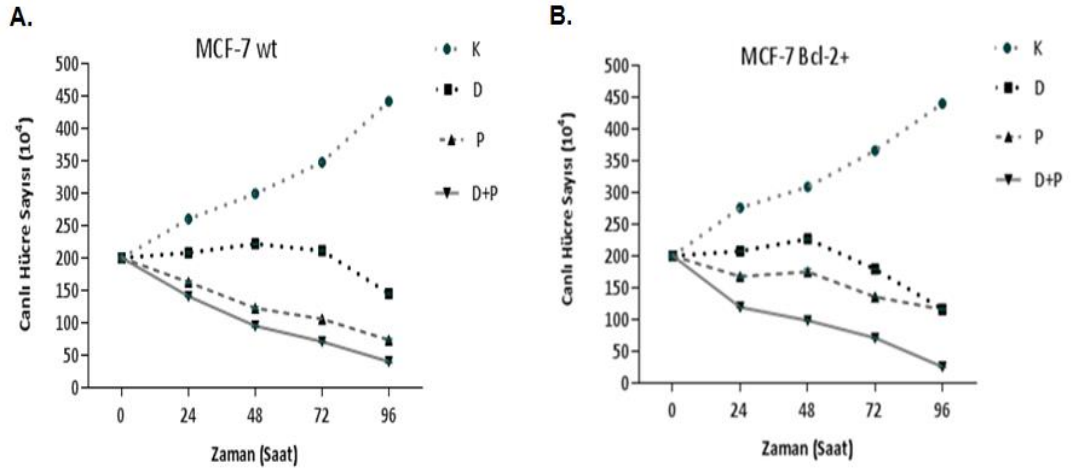 A.
MCF-7 wt
K
D
P
D+P
Canlı Hücre Sayısı (10⁴)
500
450
400
350
300
250
200
150
100
50
0
0 24 48 72 96
Zaman (Saat)
B.
MCF-7 Bcl-2+
K
D
P
D+P
Canlı Hücre Sayısı (10⁴)
500
450
400
350
300
250
200
150
100
50
0
0 24 48 72 96
Zaman (Saat)